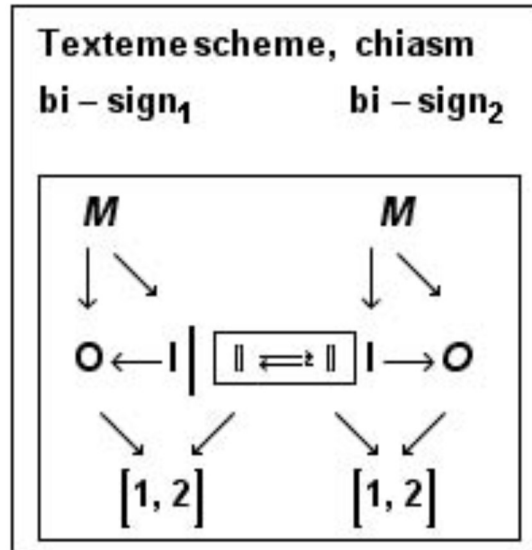 Texteme scheme, chiasm
bi – sign₁ bi – sign₂
M M
O ← I | ‖ ⇌ ‖ I → O
[1, 2] [1, 2]